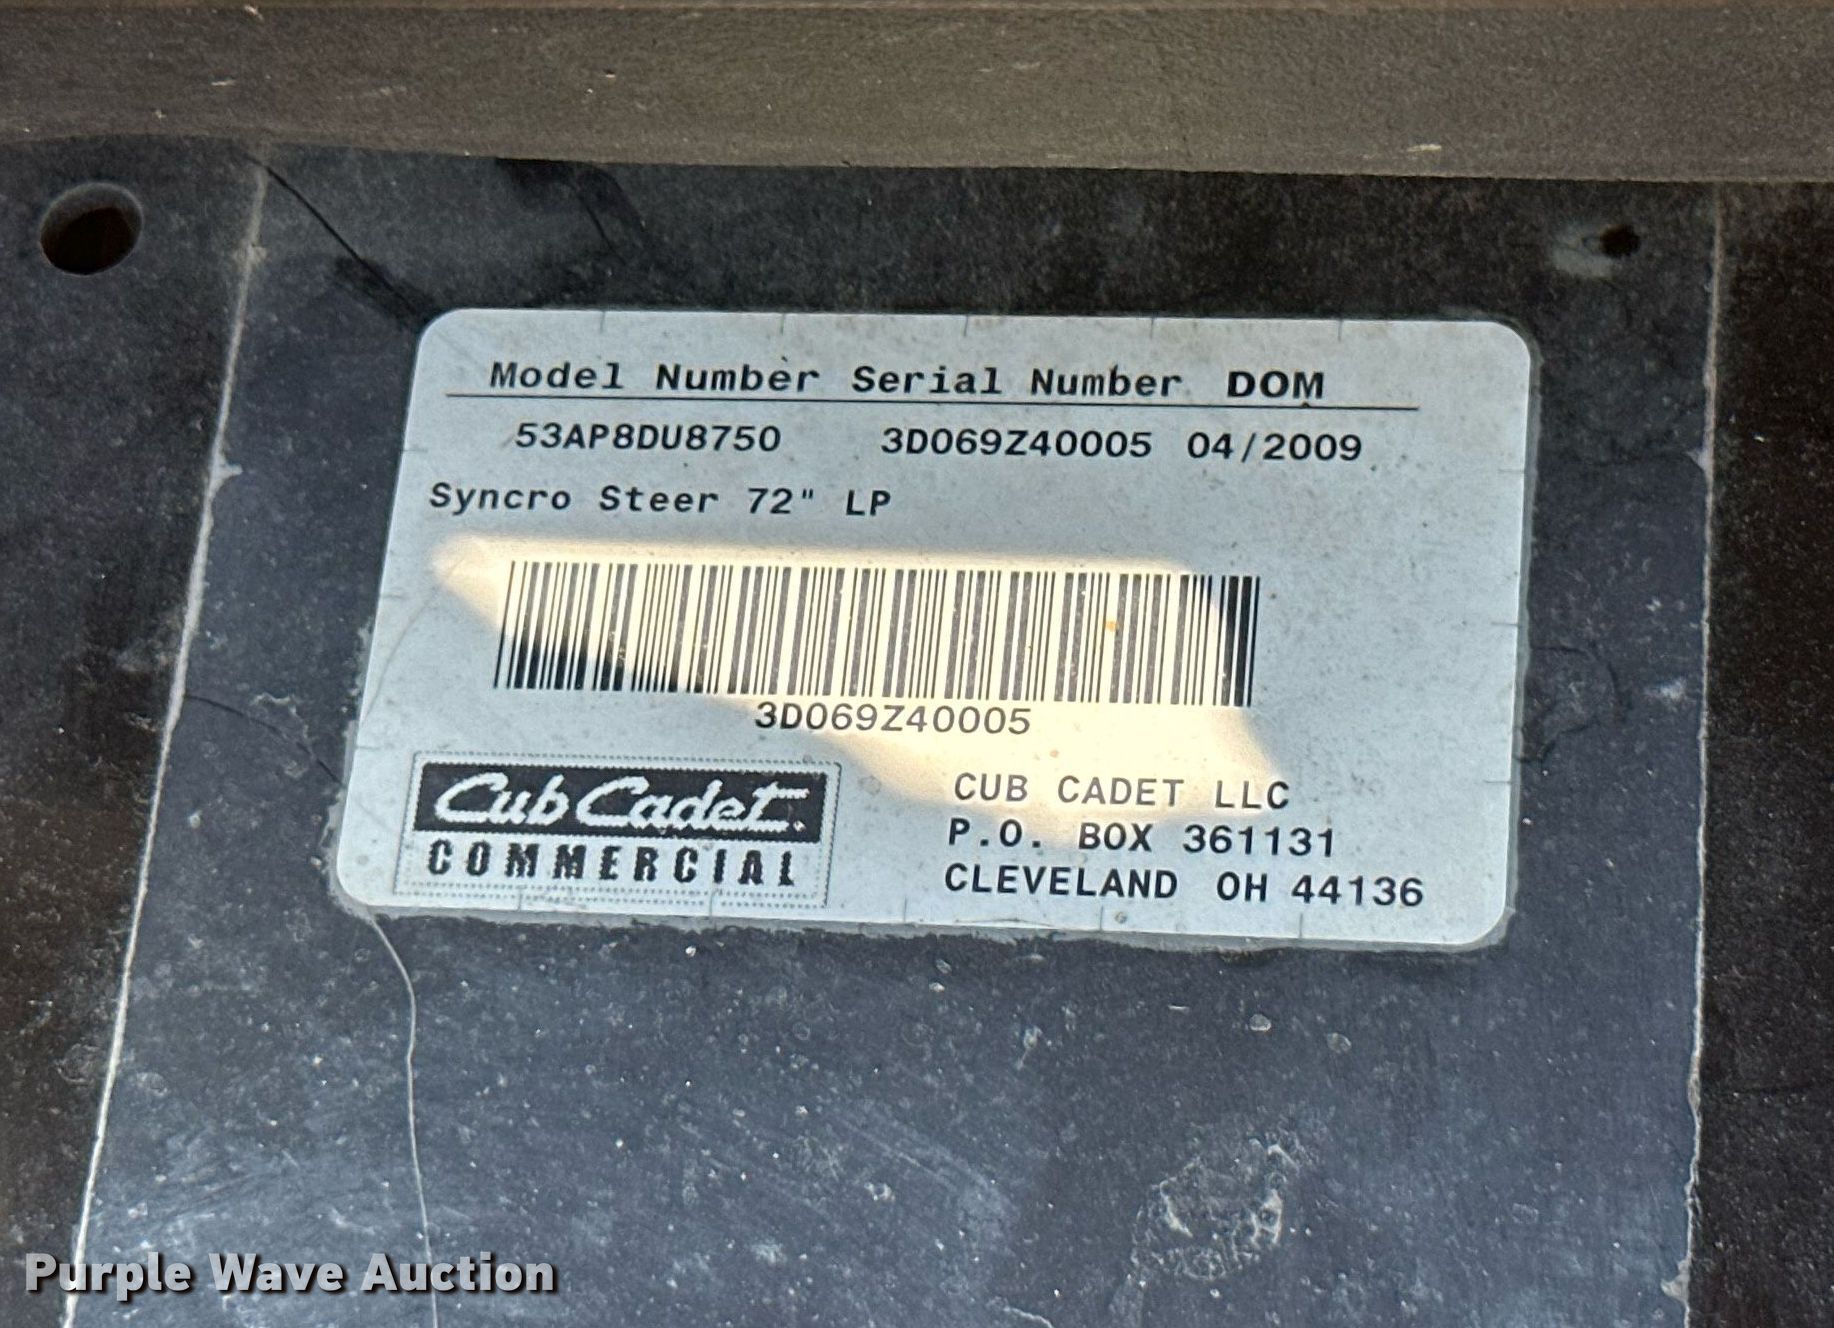 Model Number Serial Number DOM
53AP8DU8750 3D069Z40005 04/2009
Syncro Steer 72" LP
3D069Z40005
Cub Cadet.
COMMERCIAL
CUB CADET LLC
P.O. BOX 361131
CLEVELAND OH 44136
Purple Wave Auction